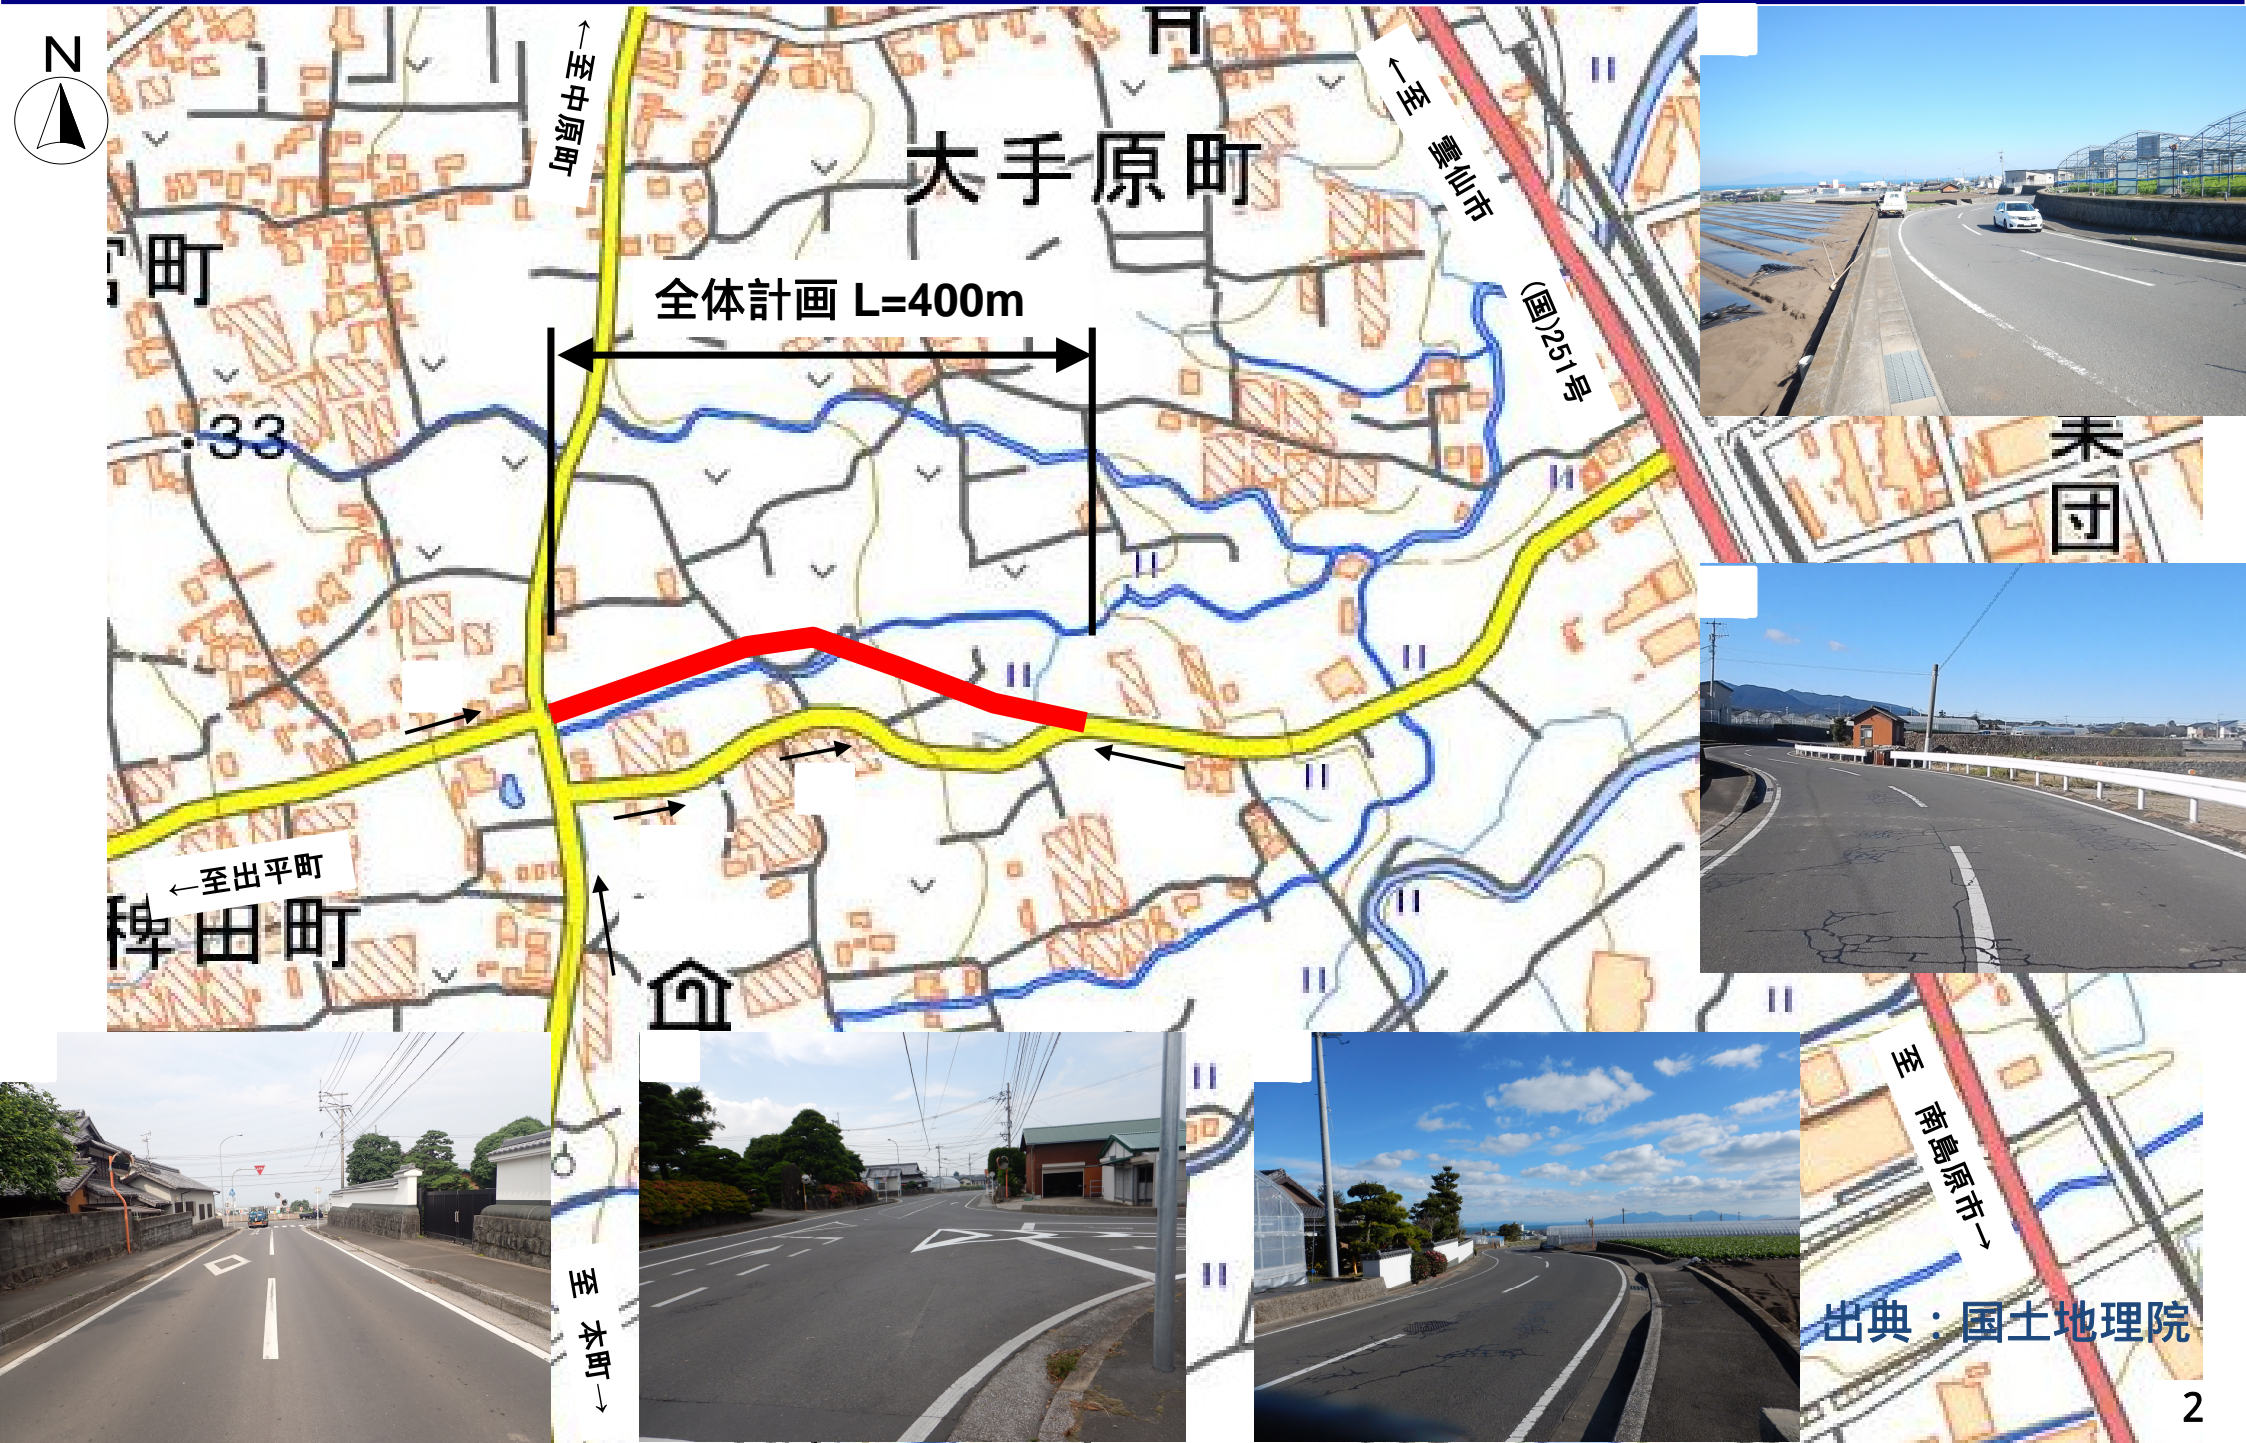 N
←至中原町
←至 雲仙市
(国)251号
大手原町
町
全体計画 L=400m
33
団
←至出平町
稗田町
至 本町→
至 南島原市→
出典：国土地理院
2